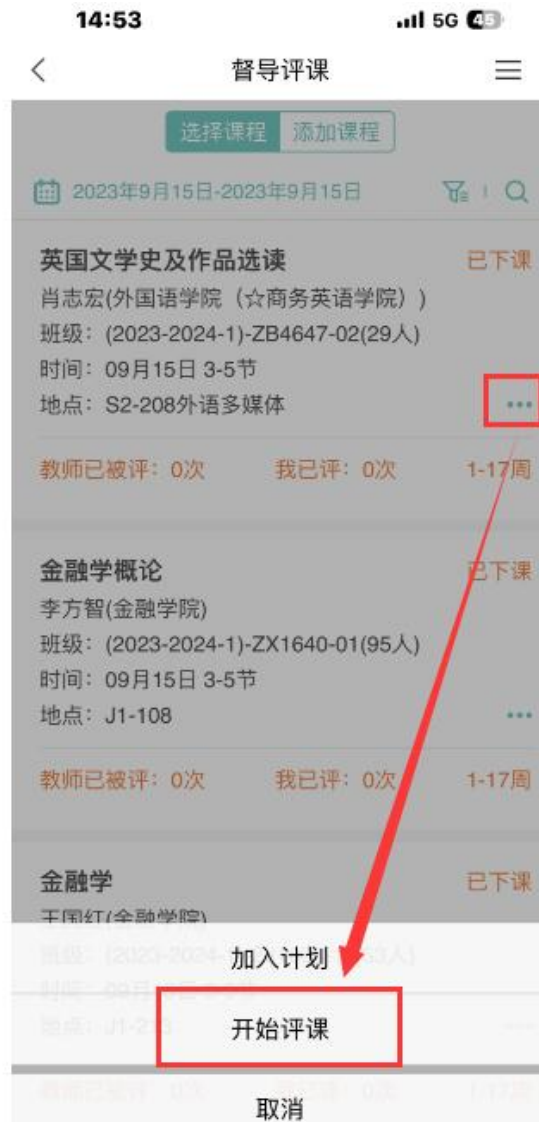 14:53 5G 45
督导评课
选择课程 添加课程
2023年9月15日-2023年9月15日
英国文学史及作品选读 已下课
肖志宏(外国语学院（☆商务英语学院）)
班级：(2023-2024-1)-ZB4647-02(29人)
时间：09月15日 3-5节
地点：S2-208外语多媒体
教师已被评：0次 我已评：0次 1-17周
金融学概论 已下课
李方智(金融学院)
班级：(2023-2024-1)-ZX1640-01(95人)
时间：09月15日 3-5节
地点：J1-108
教师已被评：0次 我已评：0次 1-17周
金融学 已下课
王国红(金融学院)
加入计划
开始评课
取消